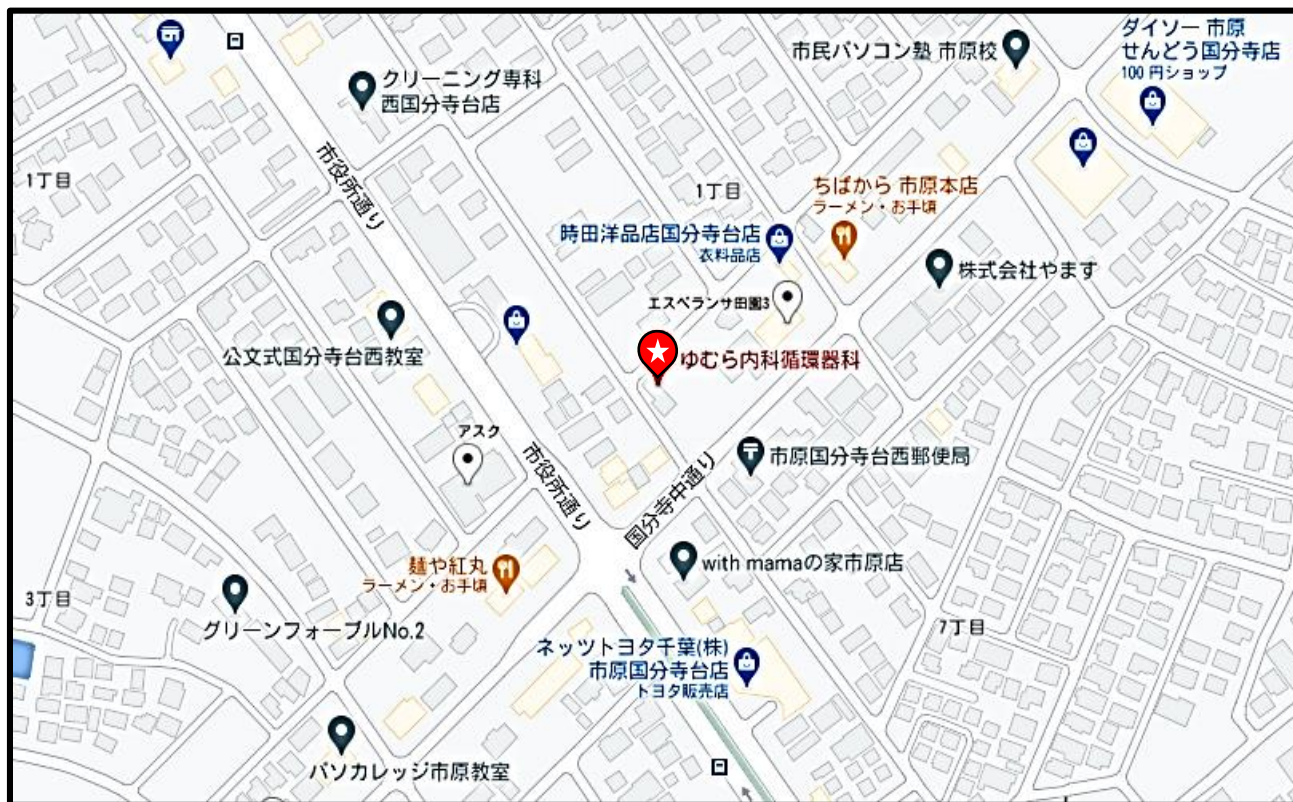 ダイソー 市原
せんどう国分寺店
100 円ショップ
市民パソコン塾 市原校
クリーニング専科
西国分寺台店
市役所通り
1丁目
1丁目
ちばから 市原本店
ラーメン・お手頃
時田洋品店国分寺台店
衣料品店
株式会社やます
エスペランサ田園3
公文式国分寺台西教室
ゆむら内科循環器科
アスク
市役所通り
市原国分寺台西郵便局
国分寺中通り
with mamaの家市原店
麺や紅丸
ラーメン・お手頃
3丁目
グリーンフォーブルNo.2
7丁目
ネッツトヨタ千葉(株)
市原国分寺台店
トヨタ販売店
パソカレッジ市原教室